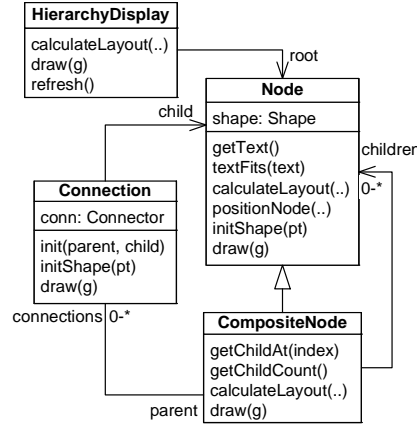 HierarchyDisplay
calculateLayout(..)
draw(g)
refresh()
root
Node
shape: Shape
getText()
textFits(text)
calculateLayout(..)
positionNode(..)
initShape(pt)
draw(g)
child
children
0-*
Connection
conn: Connector
init(parent, child)
initShape(pt)
draw(g)
connections
0-*
CompositeNode
getChildAt(index)
getChildCount()
calculateLayout(..)
draw(g)
parent